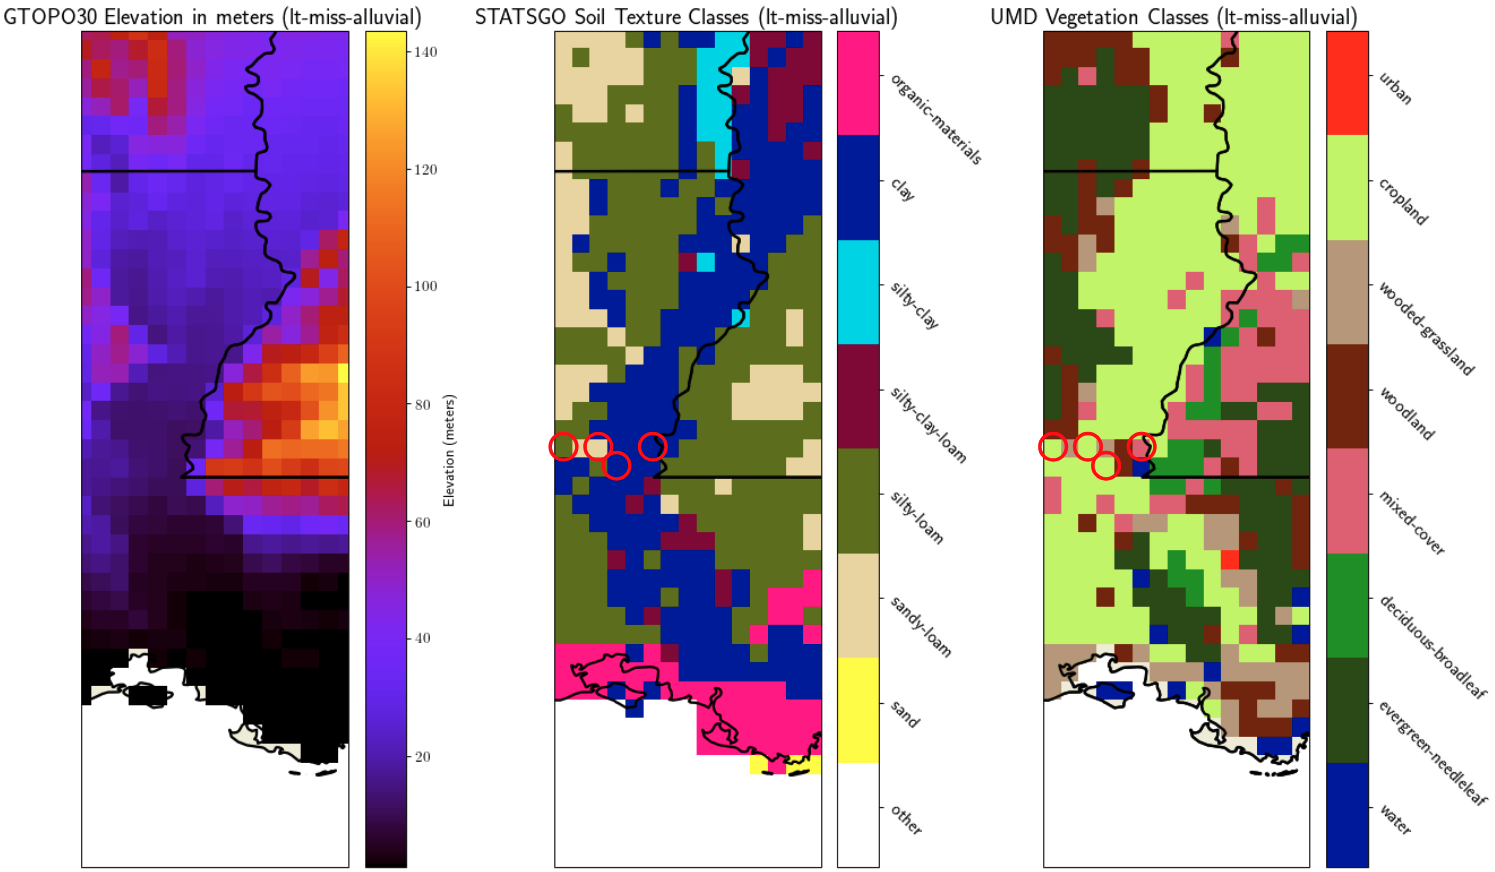 GTOPO30 Elevation in meters (lt-miss-alluvial)
140
120
100
80
60
40
20
Elevation (meters)
STATSGO Soil Texture Classes (lt-miss-alluvial)
organic-materials
clay
silty-clay
silty-clay-loam
silty-loam
sandy-loam
sand
other
UMD Vegetation Classes (lt-miss-alluvial)
urban
cropland
wooded-grassland
woodland
mixed-cover
deciduous-broadleaf
evergreen-needleleaf
water